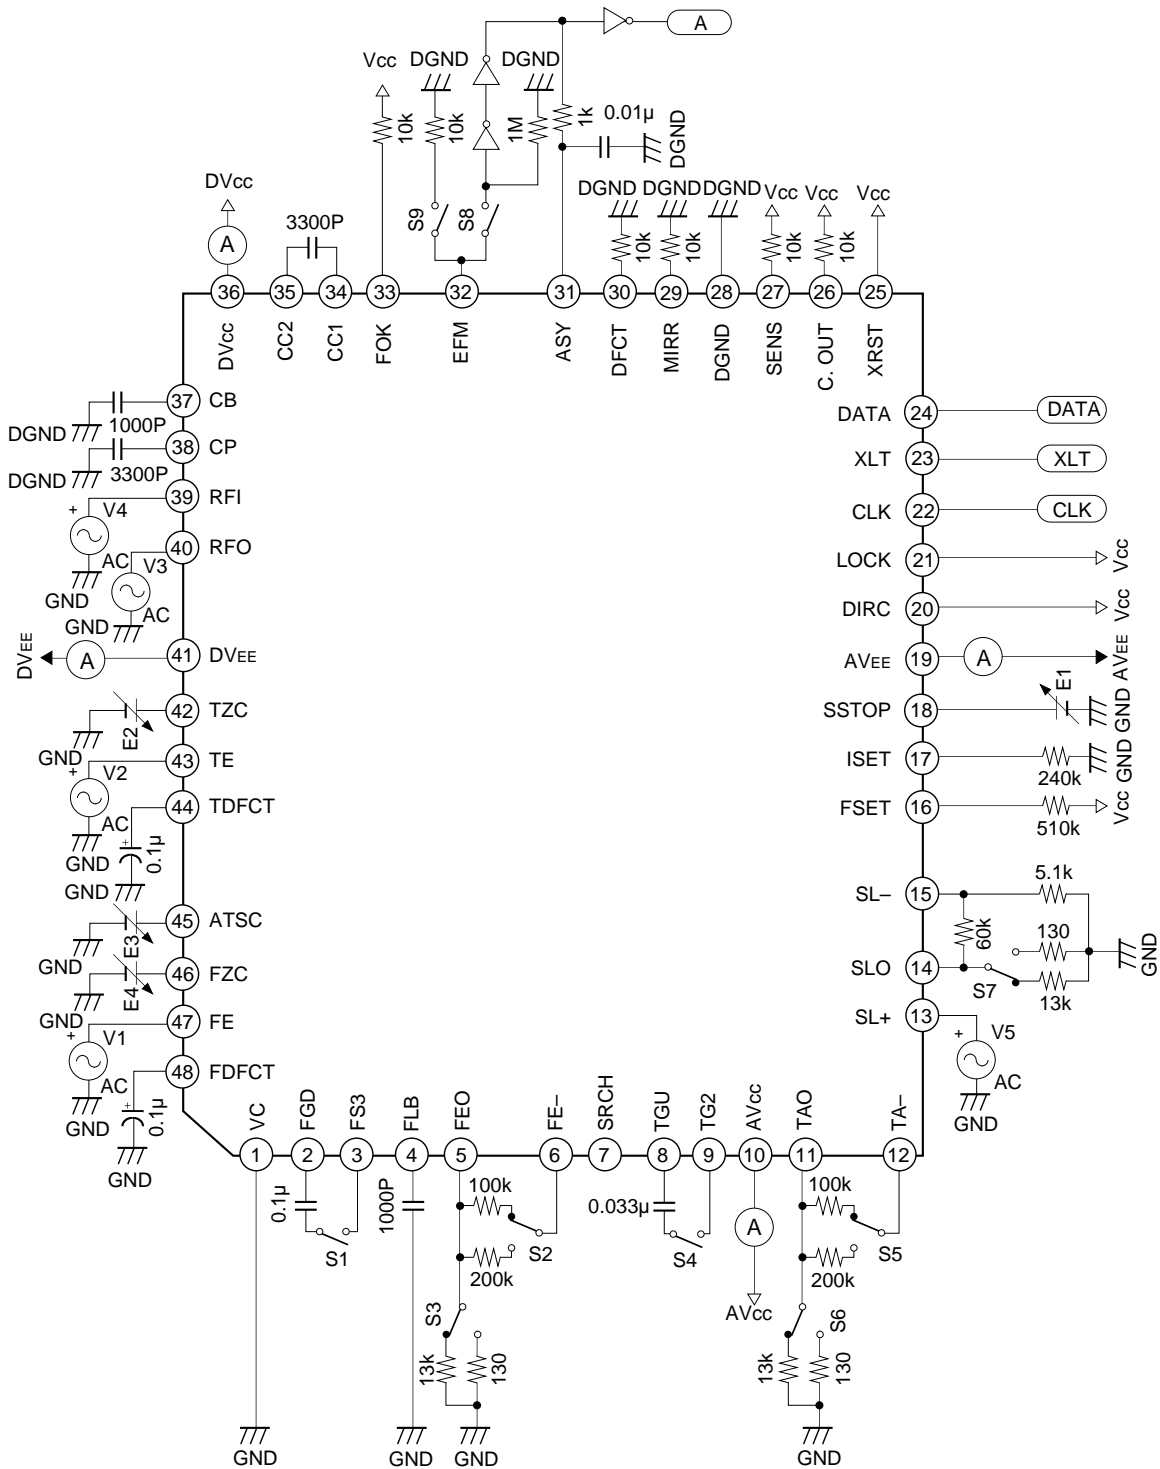 A
Vcc
DGND
DGND
10k
10k
1M
1k
0.01µ
DGND
DVcc
A
3300P
S9
S8
DGND
DGND
DGND
Vcc
Vcc
Vcc
10k
10k
10k
10k
36
35
34
33
32
31
30
29
28
27
26
25
DVcc
CC2
CC1
FOK
EFM
ASY
DFCT
MIRR
DGND
SENS
C. OUT
XRST
37
CB
1000P
DGND
38
CP
3300P
DGND
39
RFI
+
V4
AC
GND
40
RFO
V3
AC
GND
41
DVEE
A
DVEE
42
TZC
E2
GND
43
TE
+
V2
AC
GND
44
TDFCT
+
0.1µ
GND
45
ATSC
E3
GND
46
FZC
E4
GND
47
FE
+
V1
AC
GND
48
FDFCT
+
0.1µ
GND
DATA
24
DATA
XLT
23
XLT
CLK
22
CLK
LOCK
21
Vcc
DIRC
20
Vcc
AVEE
19
A
AVEE
SSTOP
18
E1
GND
ISET
17
240k
GND
FSET
16
510k
Vcc
SL–
15
5.1k
60k
130
GND
SLO
14
S7
13k
SL+
13
+
V5
AC
GND
VC
FGD
FS3
FLB
FEO
FE–
SRCH
TGU
TG2
AVcc
TAO
TA–
1
2
3
4
5
6
7
8
9
10
11
12
0.1µ
S1
1000P
100k
S2
200k
S3
13k
130
0.033µ
S4
A
AVcc
100k
S5
200k
S6
13k
130
GND
GND
GND
GND